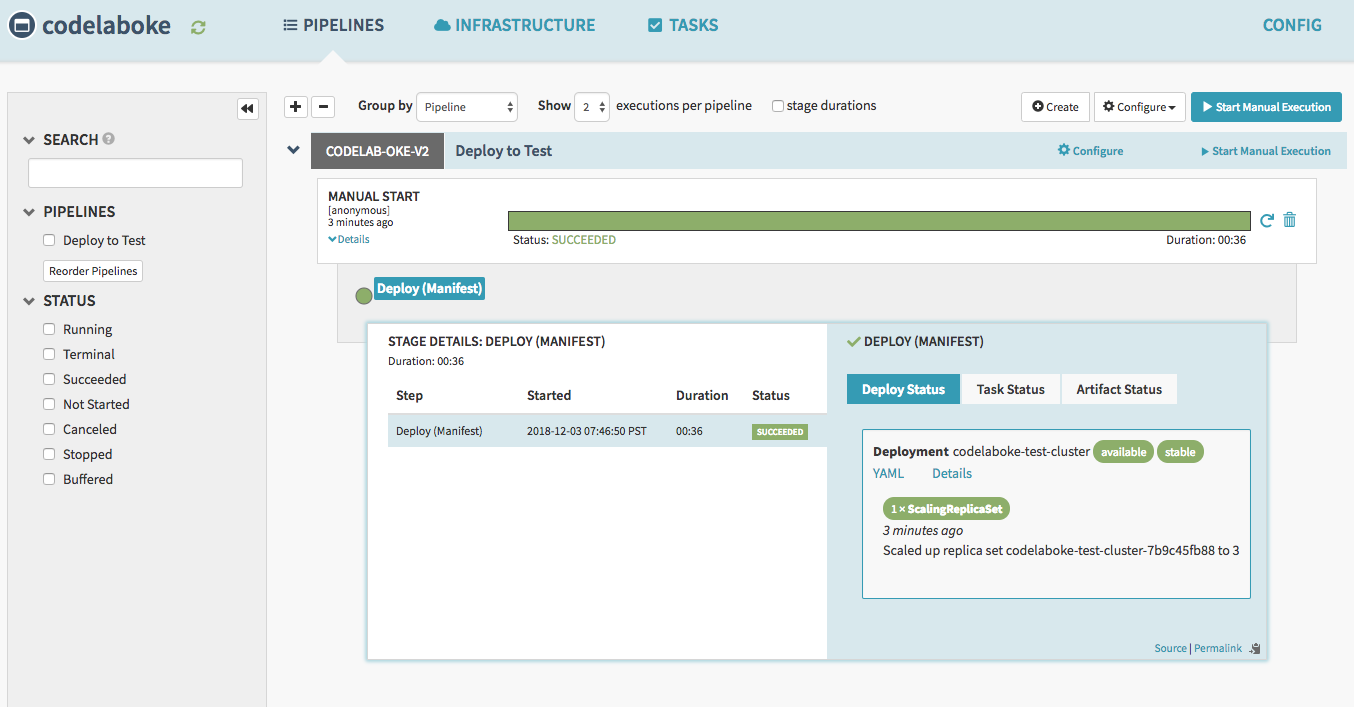 codelaboke
PIPELINES
INFRASTRUCTURE
TASKS
CONFIG
SEARCH
PIPELINES
Deploy to Test
Reorder Pipelines
STATUS
Running
Terminal
Succeeded
Not Started
Canceled
Stopped
Buffered
Group by Pipeline Show 2 executions per pipeline stage durations
Create Configure Start Manual Execution
CODELAB-OKE-V2 Deploy to Test Configure Start Manual Execution
MANUAL START
[anonymous]
3 minutes ago
Details
Status: SUCCEEDED Duration: 00:36
Deploy (Manifest)
STAGE DETAILS: DEPLOY (MANIFEST)
Duration: 00:36
Step Started Duration Status
Deploy (Manifest) 2018-12-03 07:46:50 PST 00:36 SUCCEEDED
DEPLOY (MANIFEST)
Deploy Status Task Status Artifact Status
Deployment codelaboke-test-cluster available stable
YAML Details
1 × ScalingReplicaSet
3 minutes ago
Scaled up replica set codelaboke-test-cluster-7b9c45fb88 to 3
Source | Permalink